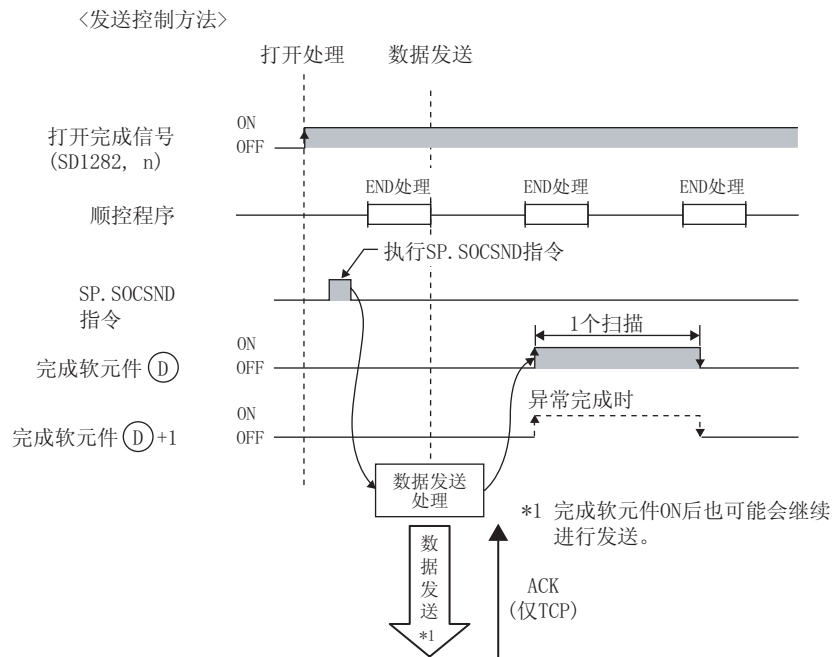 <发送控制方法>
打开处理
数据发送
打开完成信号
(SD1282, n)
ON
OFF
顺控程序
END处理
END处理
END处理
执行SP.SOCSND指令
SP.SOCSND
指令
1个扫描
完成软元件 D
ON
OFF
异常完成时
完成软元件 D +1
ON
OFF
数据发送
处理
*1 完成软元件ON后也可能会继续
进行发送。
数
据
发
送
*1
ACK
(仅TCP)